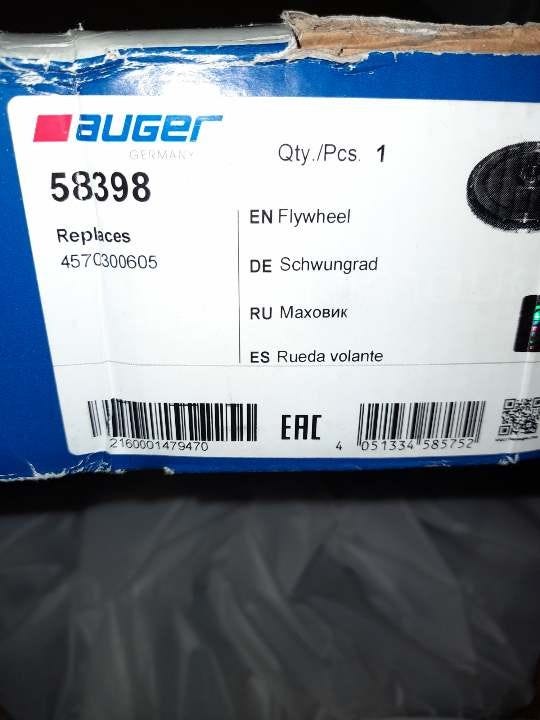 AUGER
GERMANY
58398
Replaces
4570300605
Qty./Pcs. 1
EN Flywheel
DE Schwungrad
RU Маховик
ES Rueda volante
2160001479470
EAC
4 051334 585752